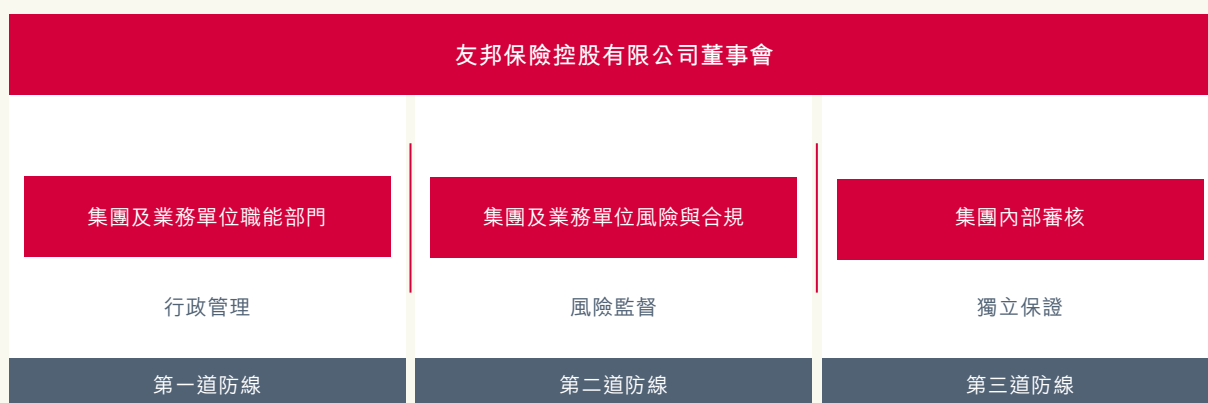 友邦保險控股有限公司董事會
集團及業務單位職能部門
集團及業務單位風險與合規
集團內部審核
行政管理
風險監督
獨立保證
第一道防線
第二道防線
第三道防線